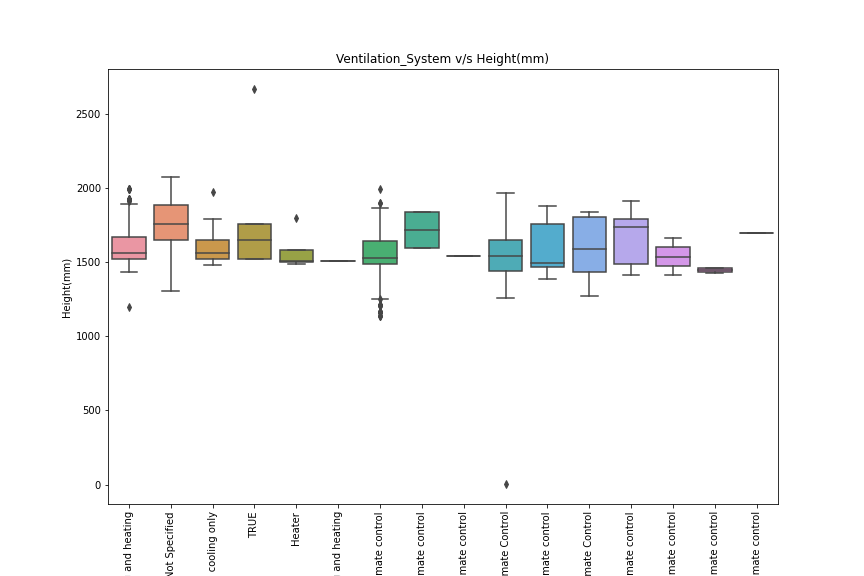 Ventilation_System v/s Height(mm)
2500
2000
1500
1000
500
0
Height(mm)
and heating
Not Specified
cooling only
TRUE
Heater
and heating
mate control
mate control
mate control
mate Control
mate control
mate Control
mate control
mate control
mate control
mate control